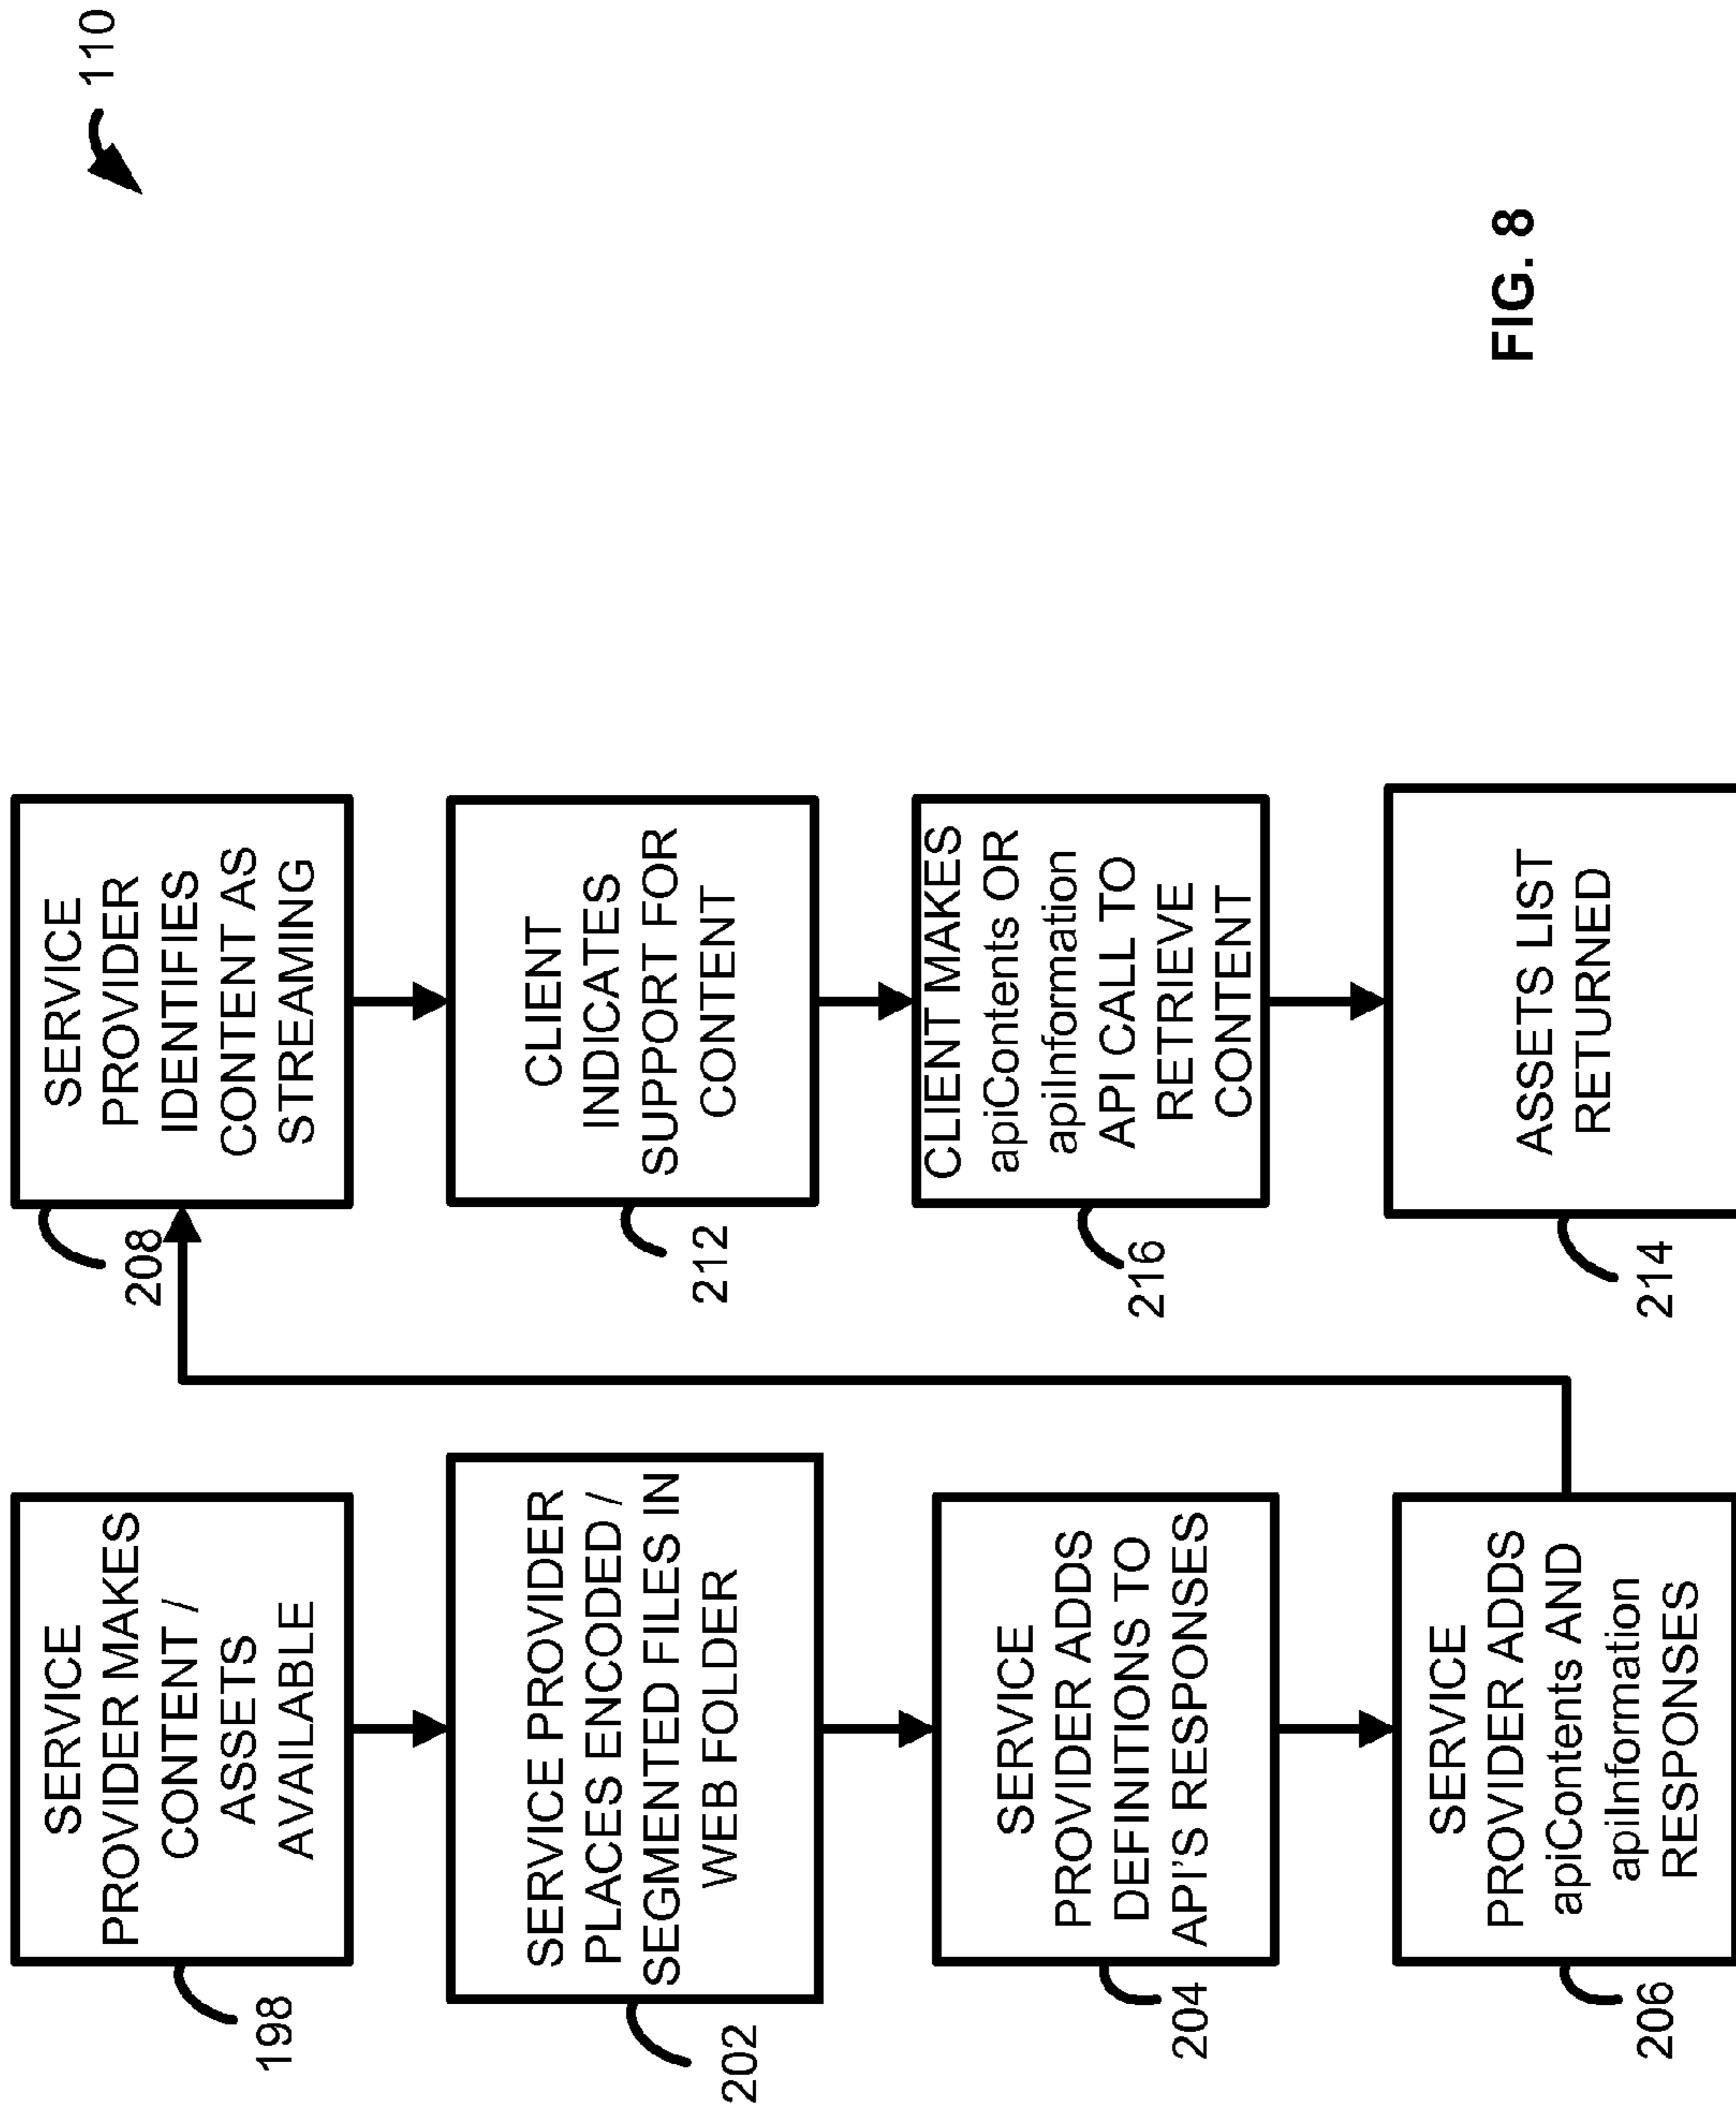 110
SERVICE
PROVIDER MAKES
CONTENT /
ASSETS
AVAILABLE
198
SERVICE PROVIDER
PLACES ENCODED /
SEGMENTED FILES IN
WEB FOLDER
202
SERVICE
PROVIDER ADDS
DEFINITIONS TO
API'S RESPONSES
204
SERVICE
PROVIDER ADDS
apiContents AND
apiInformation
RESPONSES
206
SERVICE
PROVIDER
IDENTIFIES
CONTENT AS
STREAMING
208
CLIENT
INDICATES
SUPPORT FOR
CONTENT
212
CLIENT MAKES
apiContents OR
apiInformation
API CALL TO
RETRIEVE
CONTENT
216
ASSETS LIST
RETURNED
214
FIG. 8